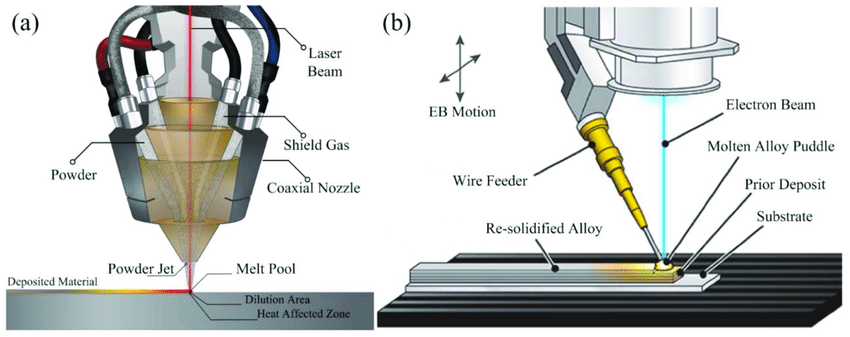 (a)
Laser
Beam
Shield Gas
Powder
Coaxial Nozzle
Powder Jet
Melt Pool
Deposited Material
Dilution Area
Heat Affected Zone
(b)
EB Motion
Electron Beam
Molten Alloy Puddle
Wire Feeder
Prior Deposit
Substrate
Re-solidified Alloy